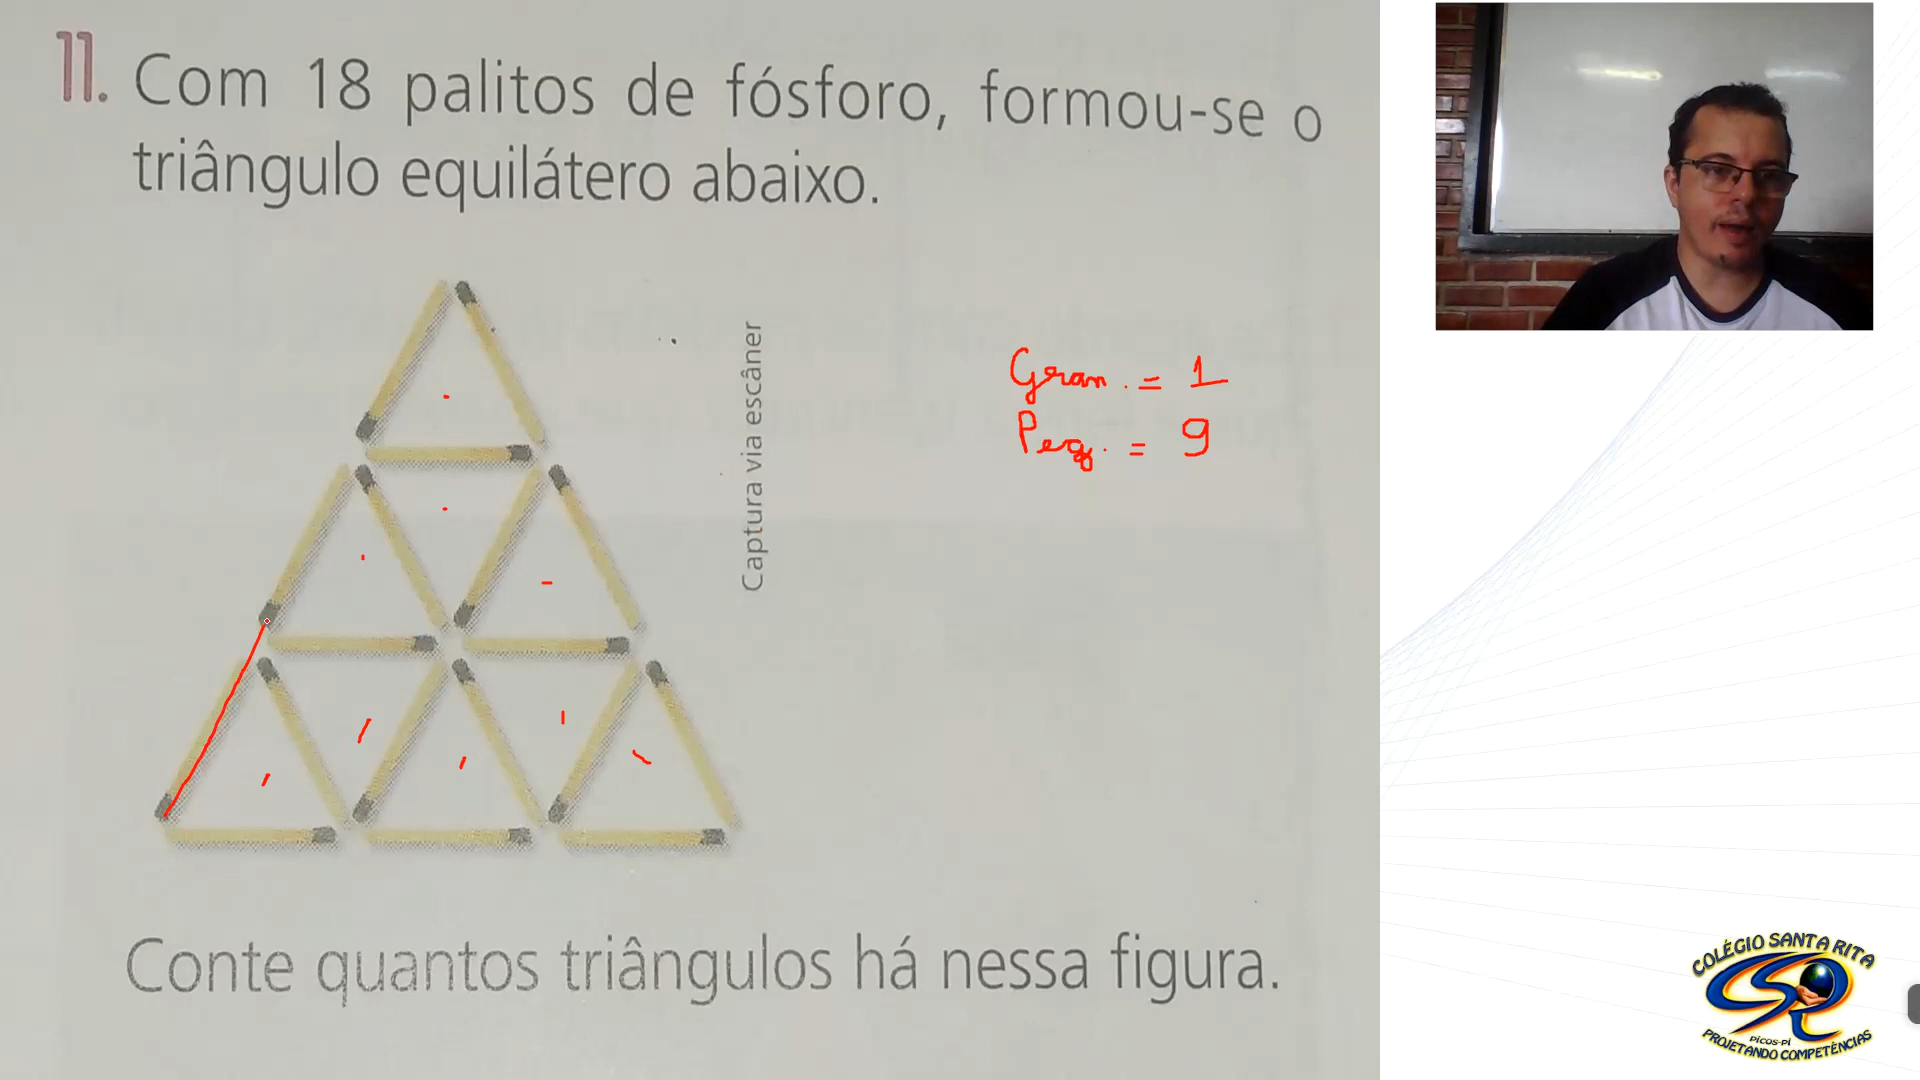 11. Com 18 palitos de fósforo, formou-se o
triângulo equilátero abaixo.
Captura via escâner
Gran. = 1
Peq. = 9
Conte quantos triângulos há nessa figura.
COLÉGIO SANTA RITA
PICOS-PI
PROJETANDO COMPETÊNCIAS